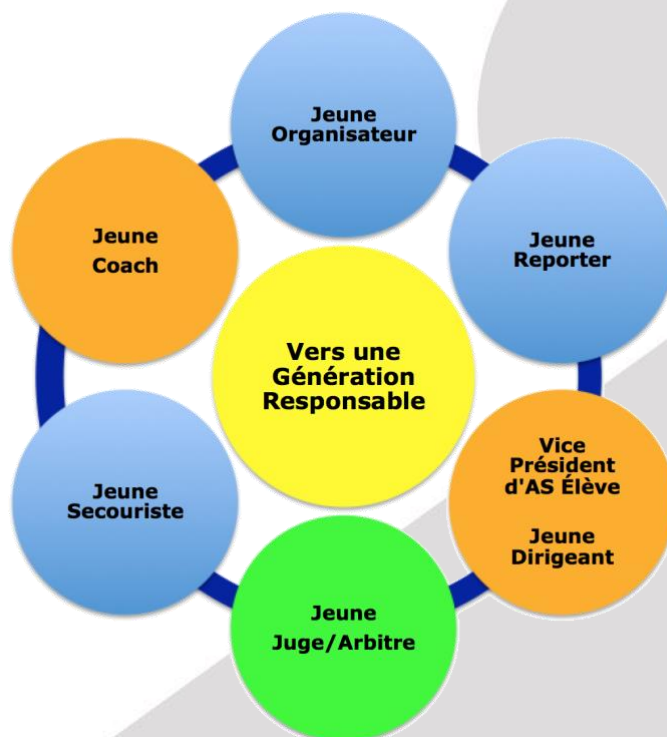 Jeune
Organisateur
Jeune
Coach
Jeune
Reporter
Vers une
Génération
Responsable
Vice
Président
d'AS Élève
Jeune
Dirigeant
Jeune
Secouriste
Jeune
Juge/Arbitre